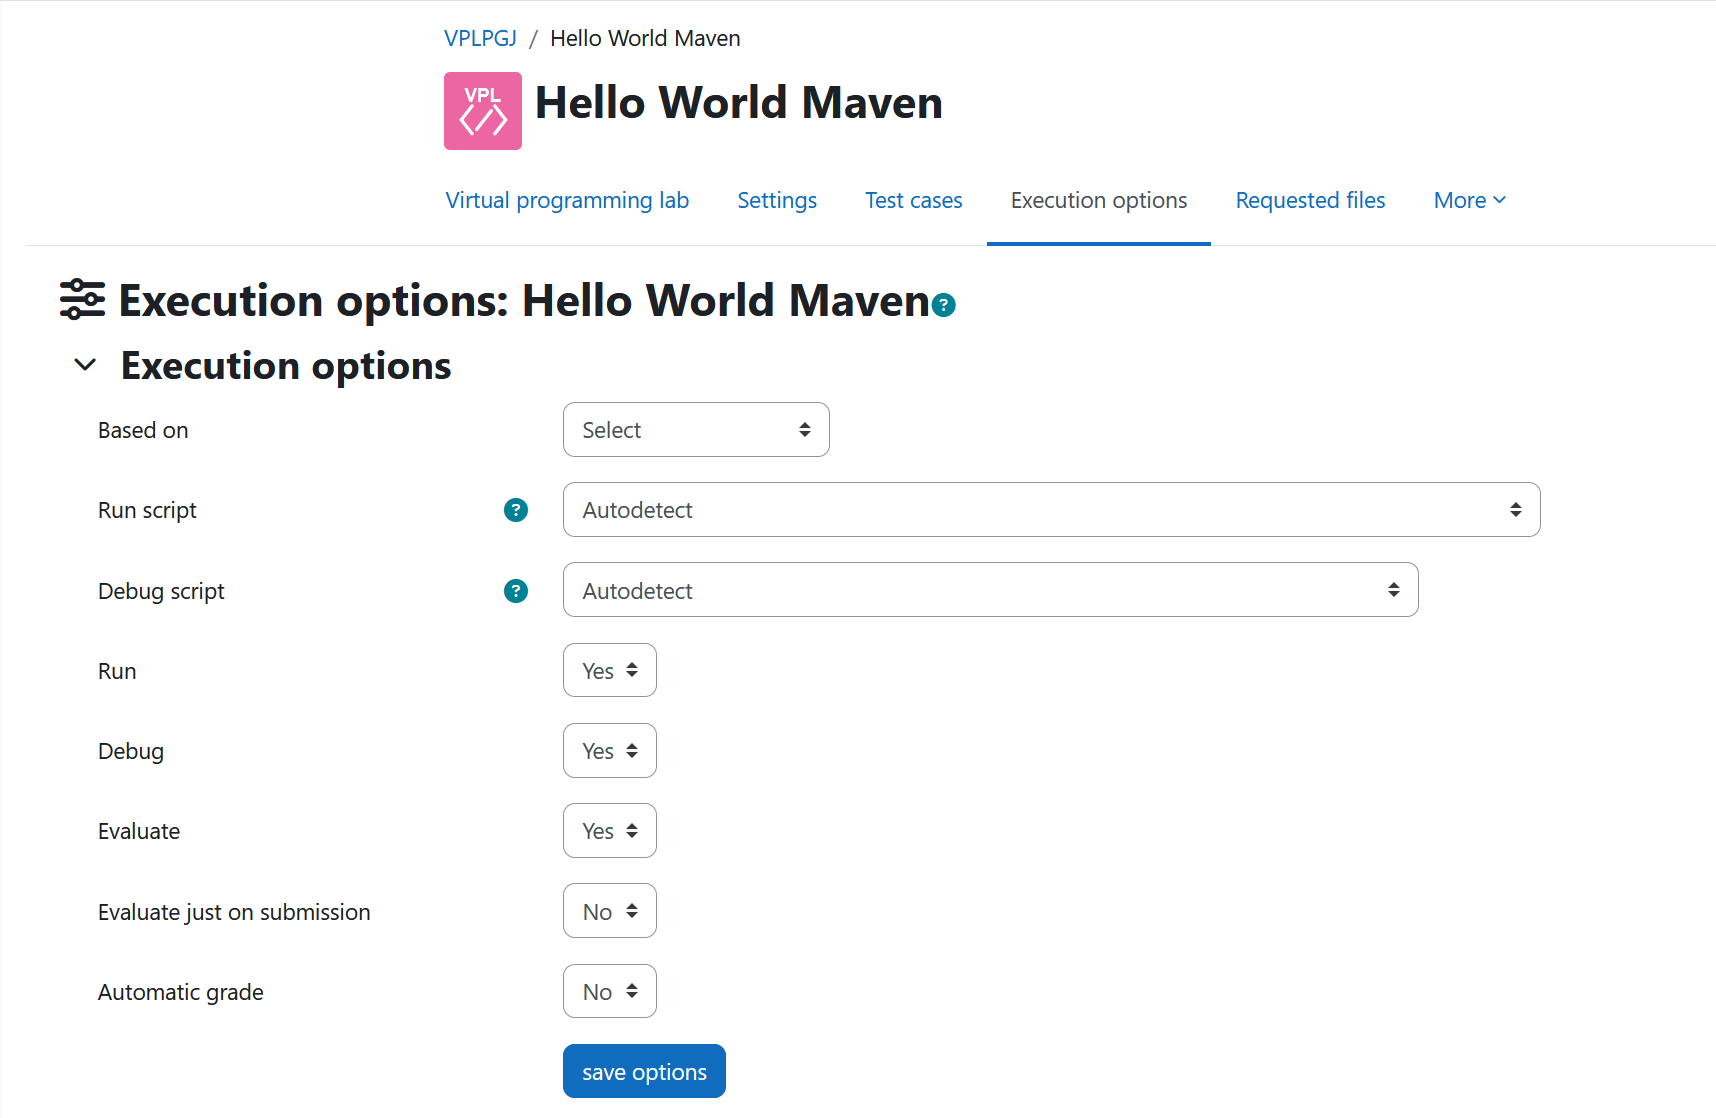 VPLPGJ / Hello World Maven
VPL
Hello World Maven
Virtual programming lab Settings Test cases Execution options Requested files More
Execution options: Hello World Maven?
Execution options
Based on Select
Run script ? Autodetect
Debug script ? Autodetect
Run Yes
Debug Yes
Evaluate Yes
Evaluate just on submission No
Automatic grade No
save options